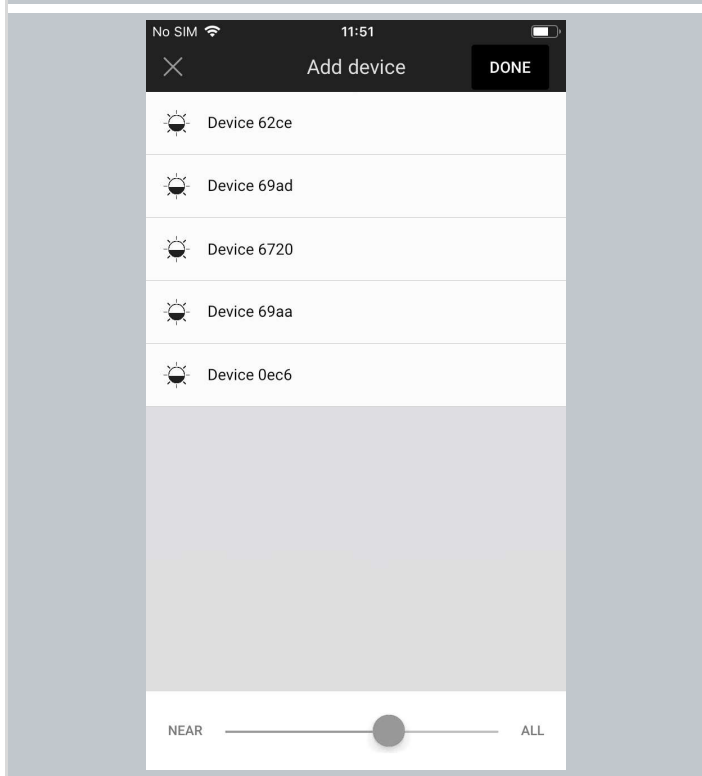 No SIM 11:51
Add device DONE
Device 62ce
Device 69ad
Device 6720
Device 69aa
Device 0ec6
NEAR ALL